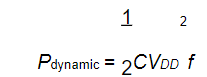 1 2
Pdynamic = 2CVDD f